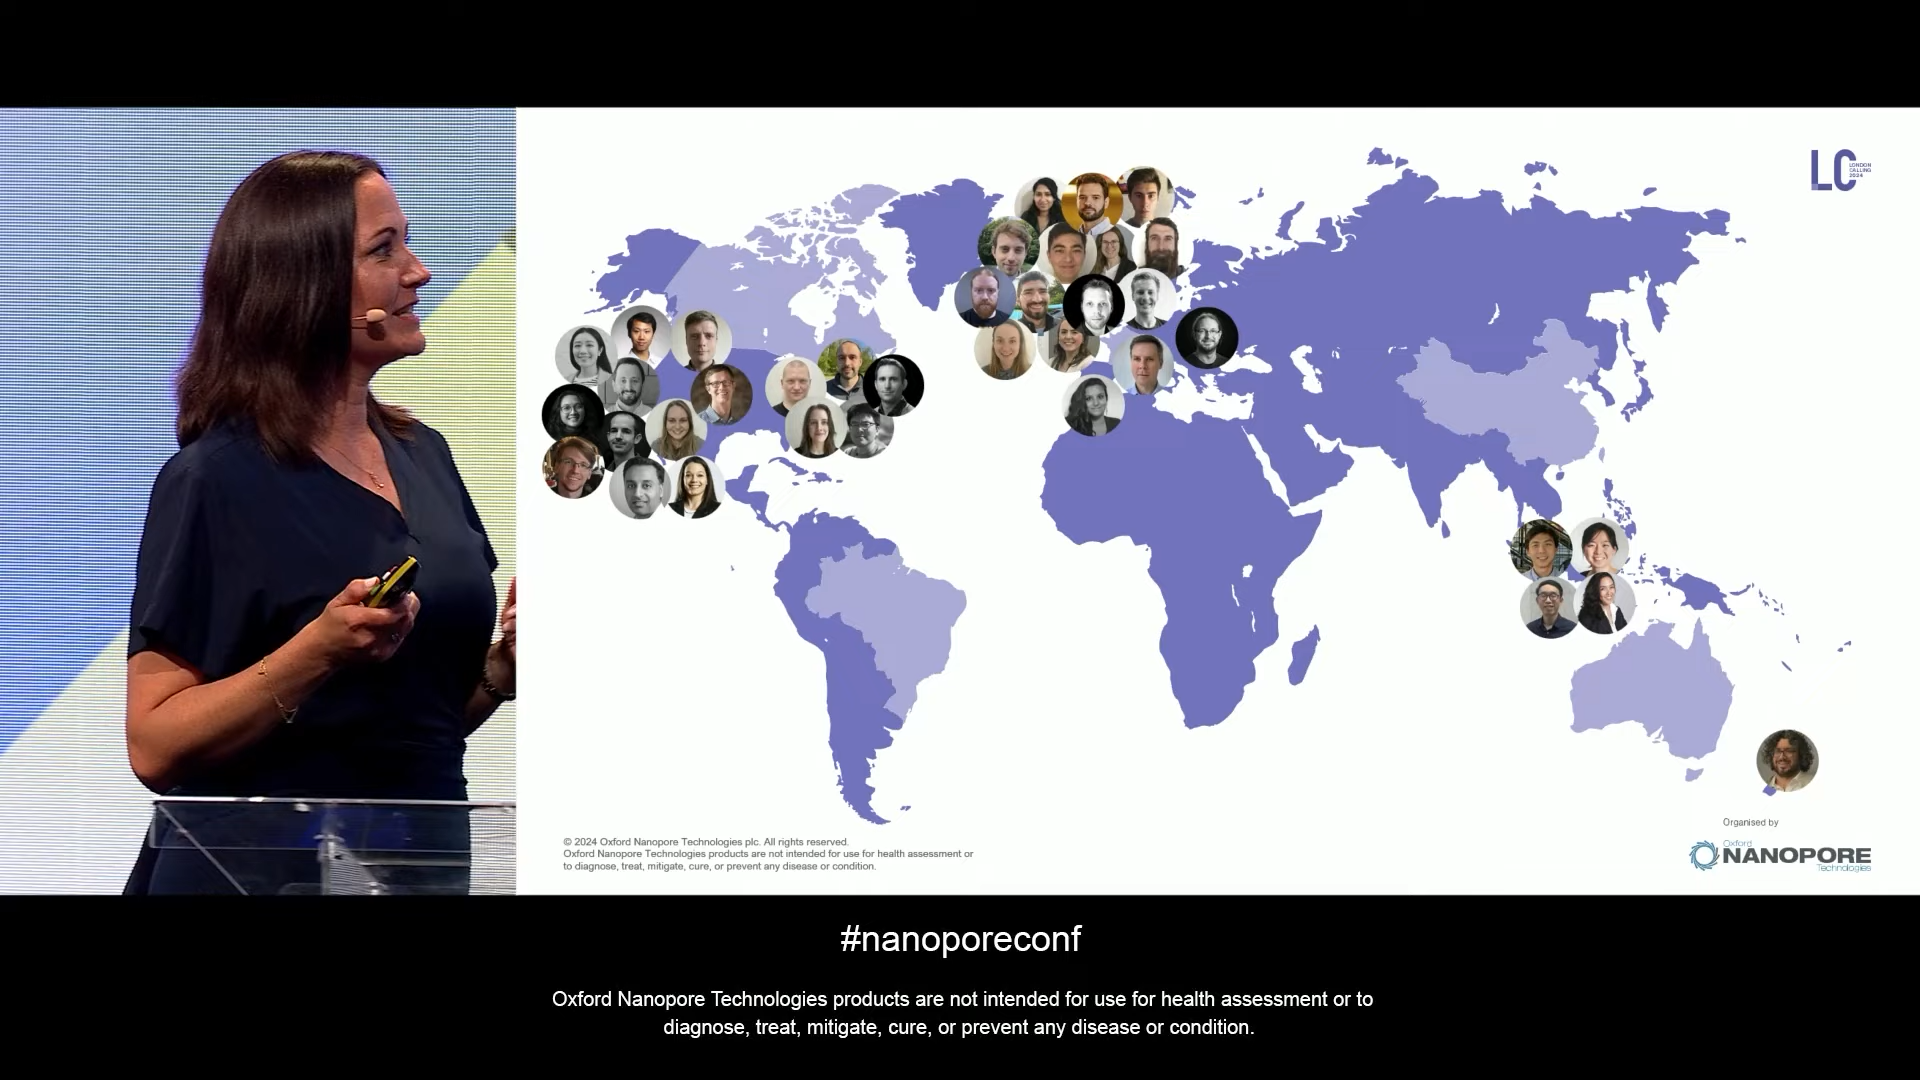 LC LONDON
CALLING
2024
© 2024 Oxford Nanopore Technologies plc. All rights reserved.
Oxford Nanopore Technologies products are not intended for use for health assessment or
to diagnose, treat, mitigate, cure, or prevent any disease or condition.
Organised by
Oxford
NANOPORE
Technologies
#nanoporeconf
Oxford Nanopore Technologies products are not intended for use for health assessment or to
diagnose, treat, mitigate, cure, or prevent any disease or condition.